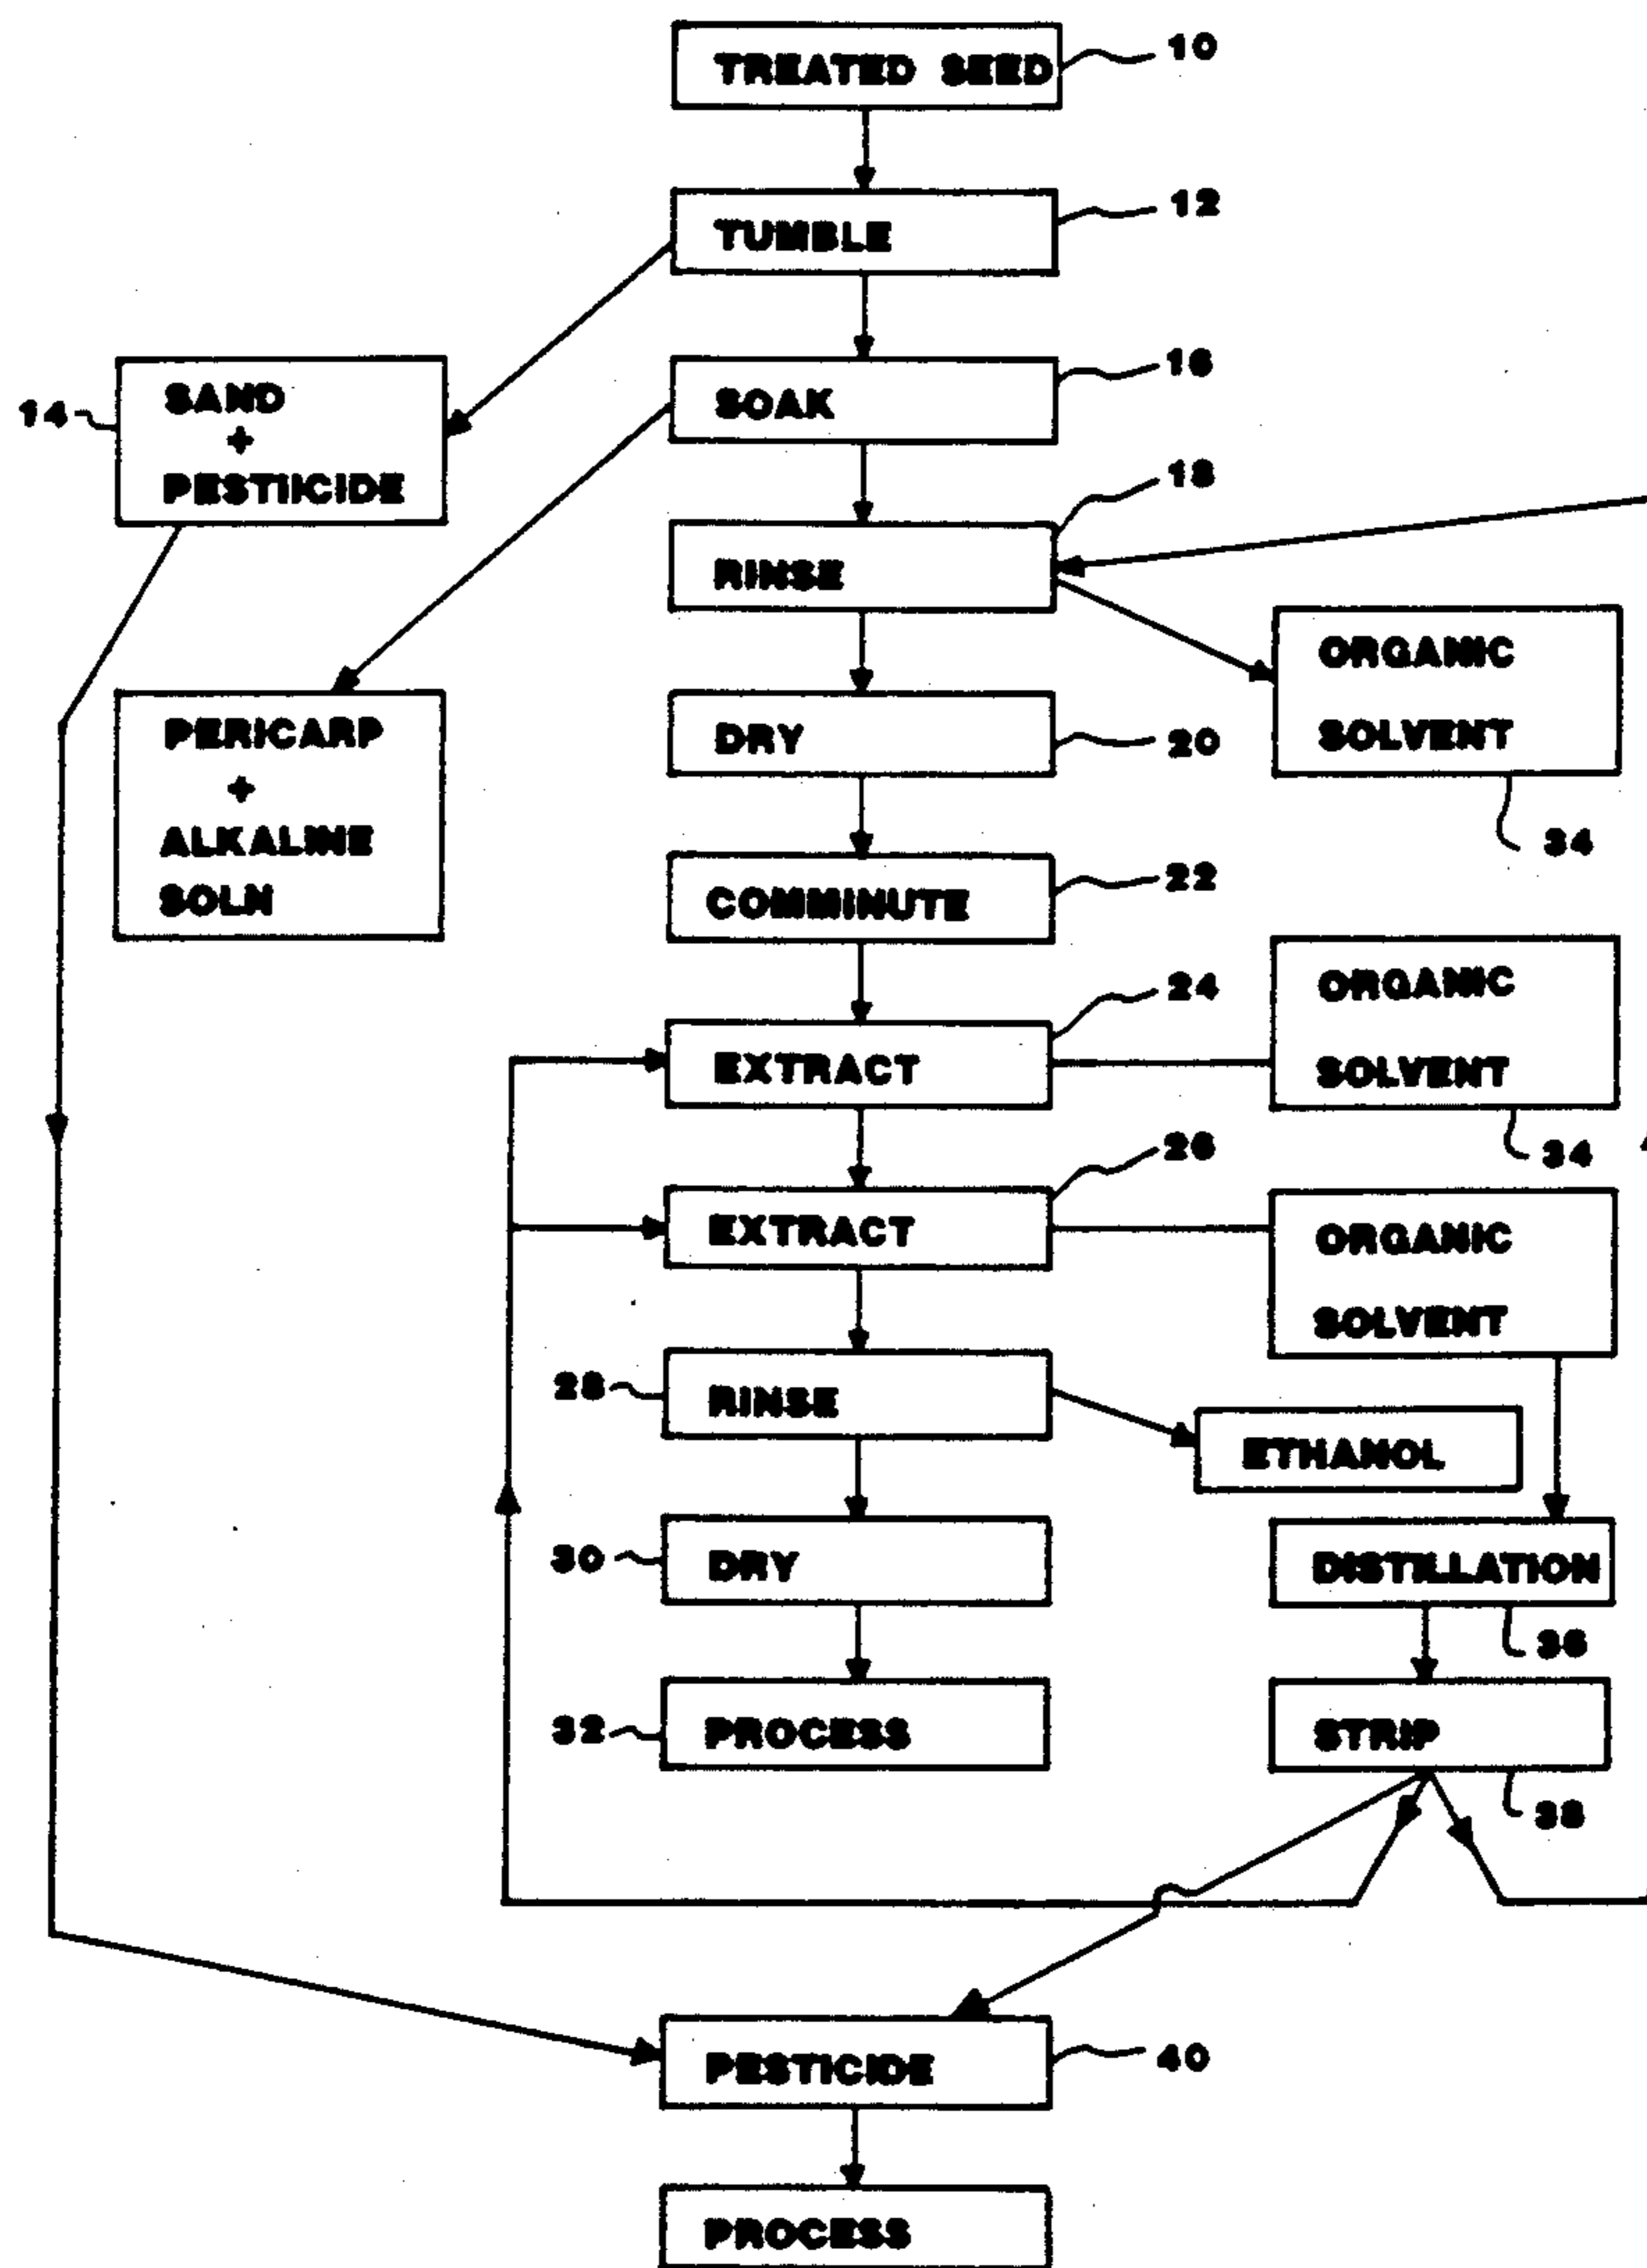 TREATED SEED
10
TUMBLE
12
14
SAND
+
PESTIICIDE
SOAK
16
RINSE
18
ORGANIC
SOLVENT
34
PERICARP
+
ALKALINE
SOLN
DRY
20
COMMINUTE
22
EXTRACT
24
ORGANIC
SOLVENT
34
EXTRACT
26
ORGANIC
SOLVENT
28
RINSE
ETHANOL
30
DRY
DISTILLATION
36
32
PROCESS
STRIP
38
PESTICIDE
40
PROCESS